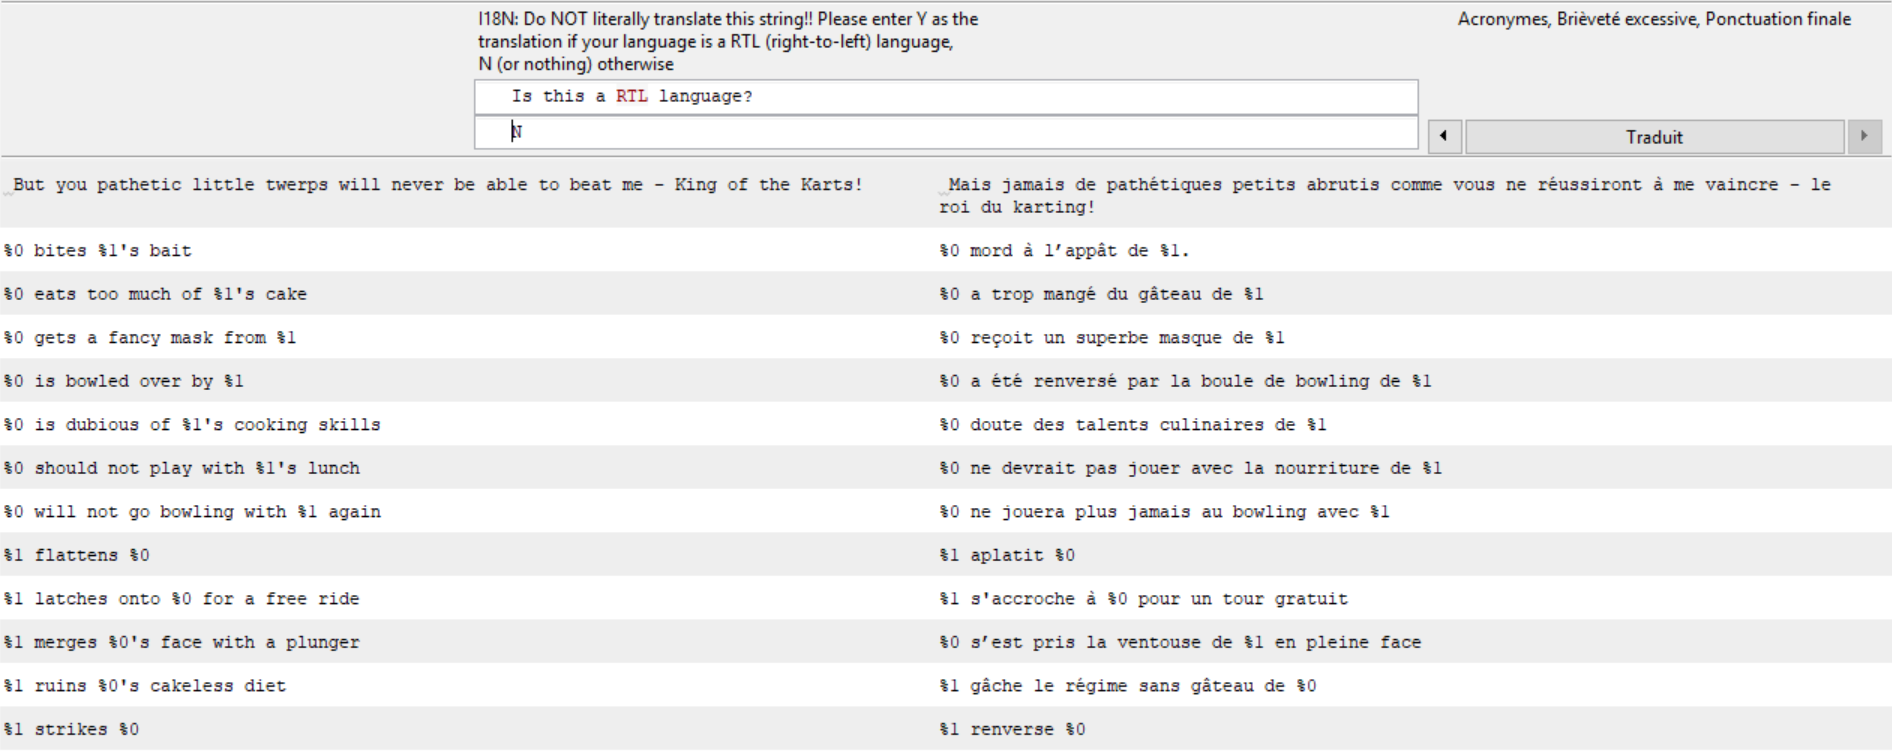 I18N: Do NOT literally translate this string!! Please enter Y as the
translation if your language is a RTL (right-to-left) language,
N (or nothing) otherwise
Acronymes, Brièveté excessive, Ponctuation finale
Is this a RTL language?
N
Traduit
But you pathetic little twerps will never be able to beat me - King of the Karts!
Mais jamais de pathétiques petits abrutis comme vous ne réussiront à me vaincre - le
roi du karting!
%0 bites %1's bait
%0 mord à l’appât de %1.
%0 eats too much of %1's cake
%0 a trop mangé du gâteau de %1
%0 gets a fancy mask from %1
%0 reçoit un superbe masque de %1
%0 is bowled over by %1
%0 a été renversé par la boule de bowling de %1
%0 is dubious of %1's cooking skills
%0 doute des talents culinaires de %1
%0 should not play with %1's lunch
%0 ne devrait pas jouer avec la nourriture de %1
%0 will not go bowling with %1 again
%0 ne jouera plus jamais au bowling avec %1
%1 flattens %0
%1 aplatit %0
%1 latches onto %0 for a free ride
%1 s'accroche à %0 pour un tour gratuit
%1 merges %0's face with a plunger
%0 s’est pris la ventouse de %1 en pleine face
%1 ruins %0's cakeless diet
%1 gâche le régime sans gâteau de %0
%1 strikes %0
%1 renverse %0